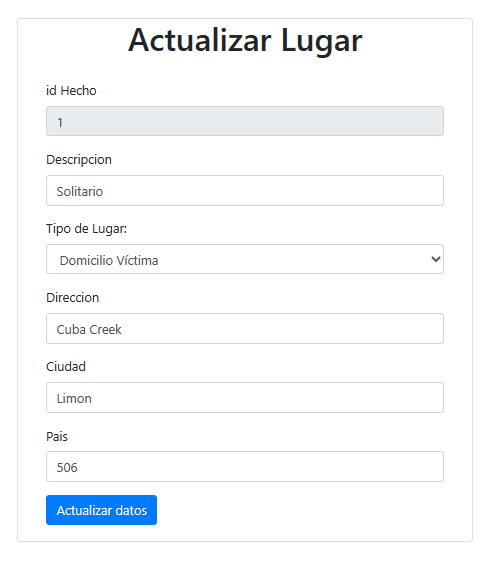 Actualizar Lugar
id Hecho
1
Descripcion
Solitario
Tipo de Lugar:
Domicilio Víctima
Direccion
Cuba Creek
Ciudad
Limon
Pais
506
Actualizar datos